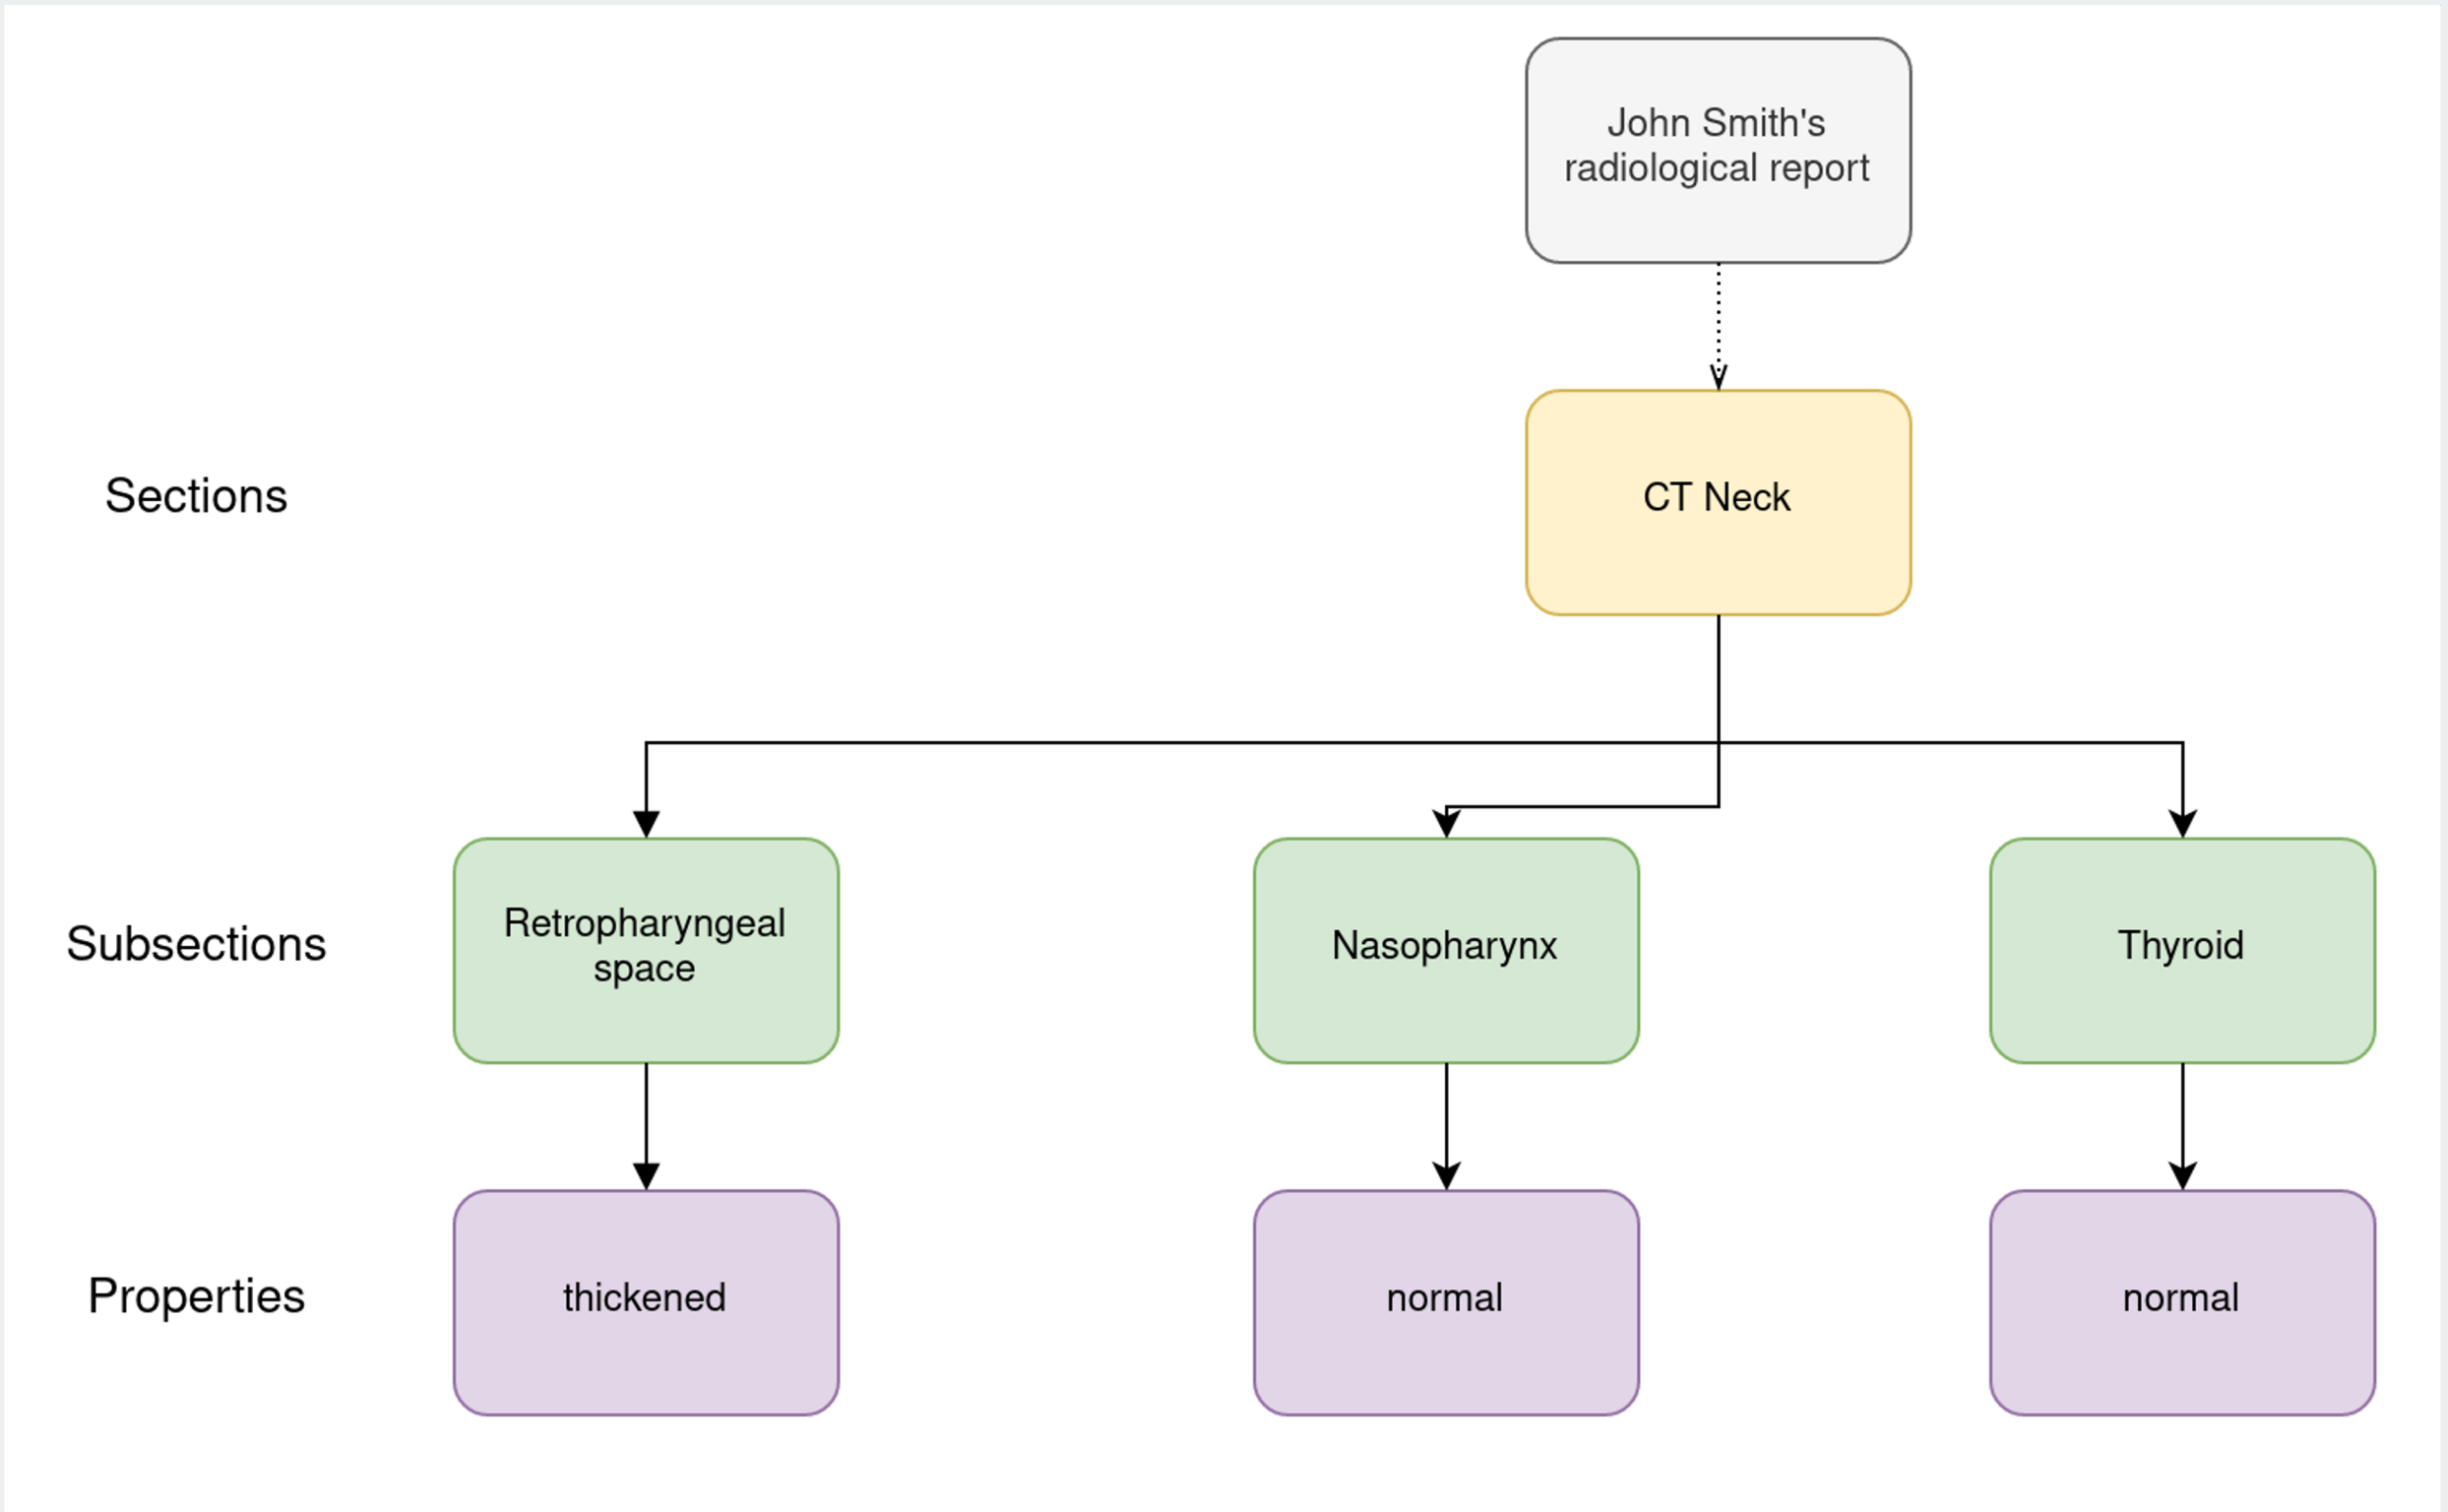 John Smith's
radiological report
Sections
CT Neck
Subsections
Retropharyngeal
space
Nasopharynx
Thyroid
Properties
thickened
normal
normal